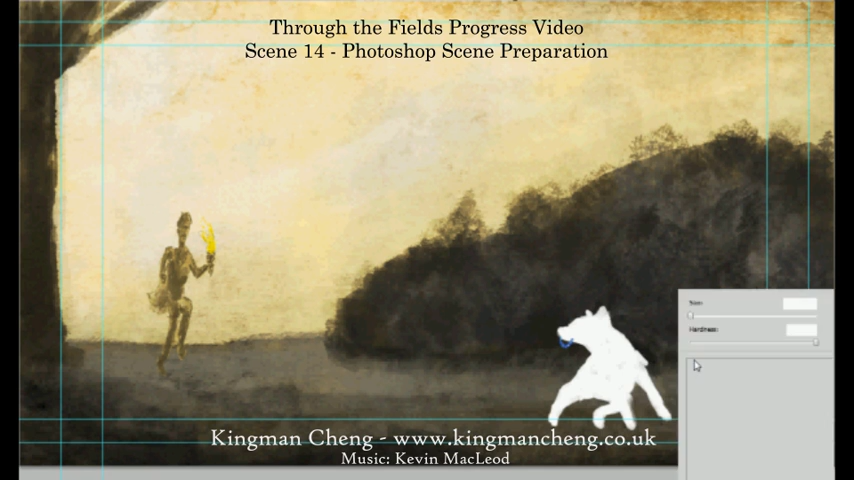 Through the Fields Progress Video
Scene 14 - Photoshop Scene Preparation
Hardness:
Kingman Cheng - www.kingmancheng.co.uk
Music: Kevin MacLeod